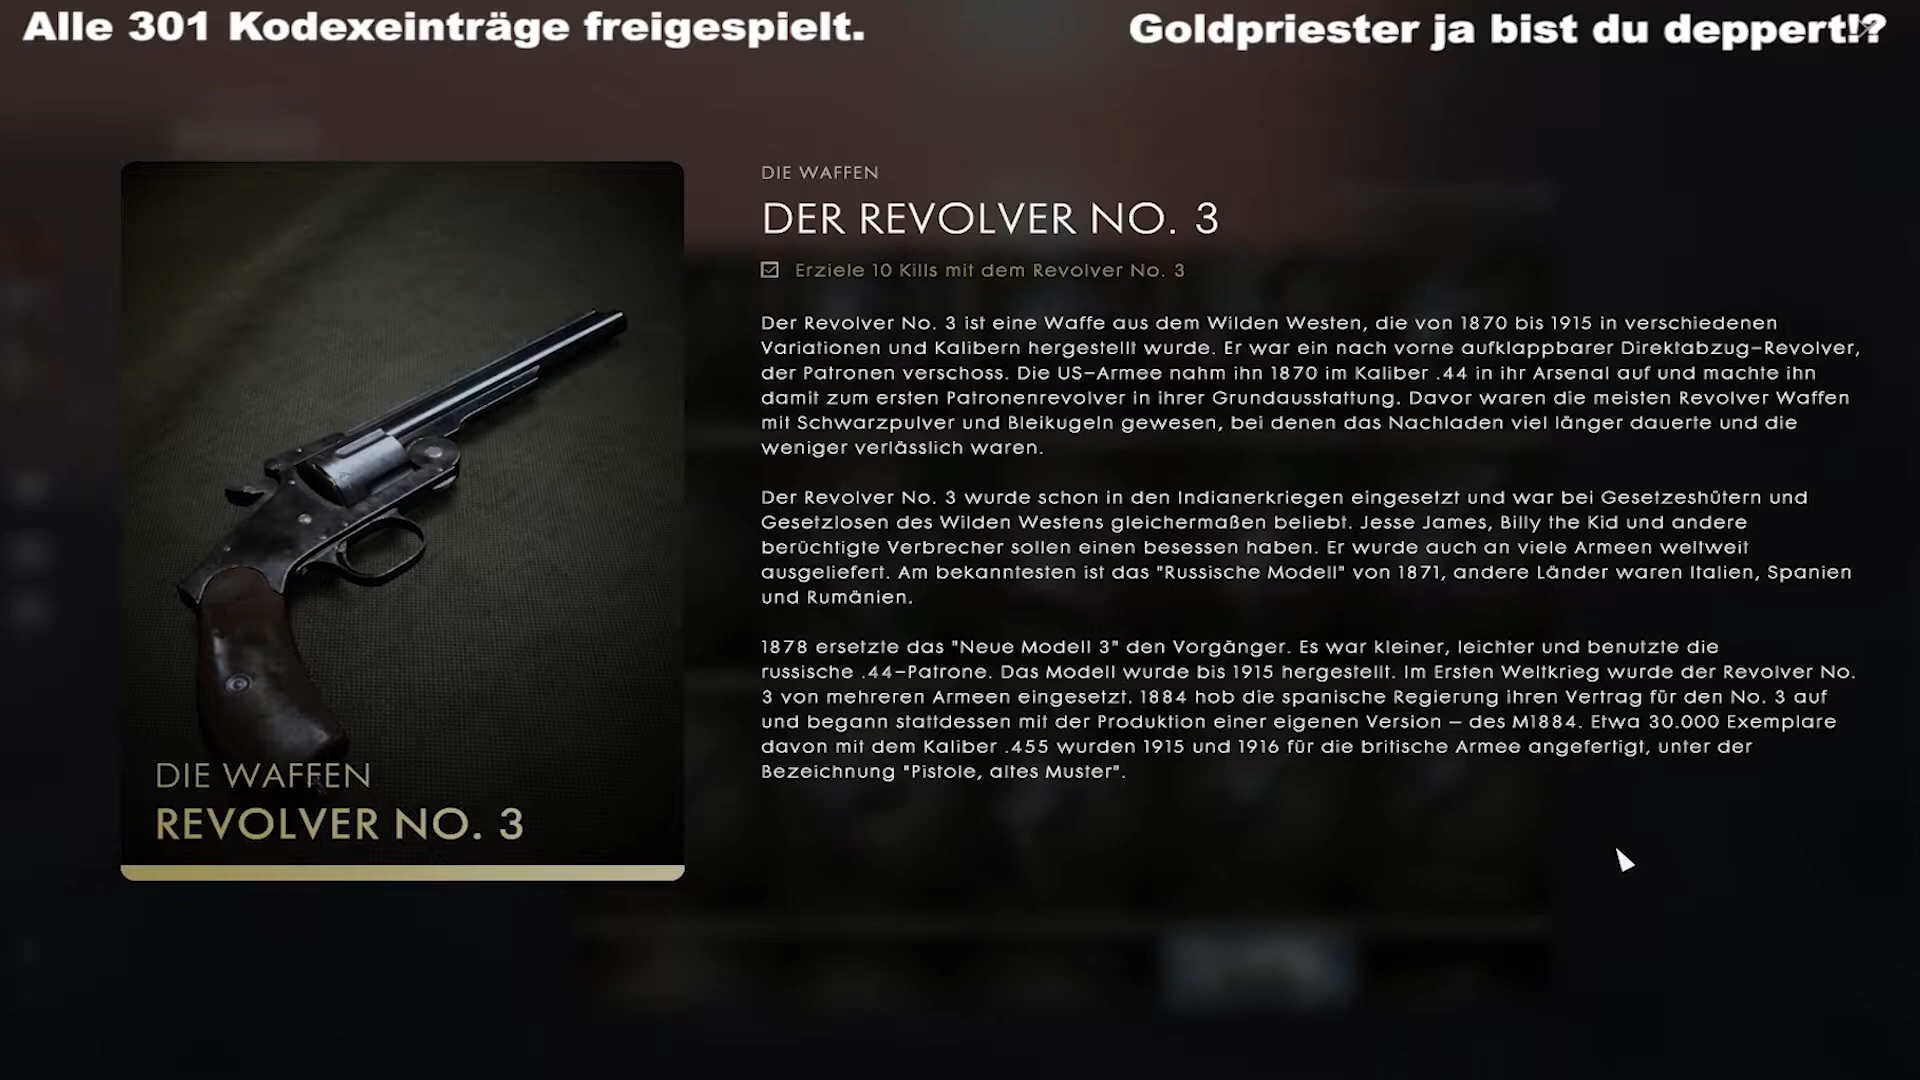 Alle 301 Kodexeinträge freigespielt.
Goldpriester ja bist du deppert!?
DIE WAFFEN
DER REVOLVER NO. 3
Erziele 10 Kills mit dem Revolver No. 3
Der Revolver No. 3 ist eine Waffe aus dem Wilden Westen, die von 1870 bis 1915 in verschiedenen
Variationen und Kalibern hergestellt wurde. Er war ein nach vorne aufklappbarer Direktabzug-Revolver,
der Patronen verschoss. Die US-Armee nahm ihn 1870 im Kaliber .44 in ihr Arsenal auf und machte ihn
damit zum ersten Patronenrevolver in ihrer Grundausstattung. Davor waren die meisten Revolver Waffen
mit Schwarzpulver und Bleikugeln gewesen, bei denen das Nachladen viel länger dauerte und die
weniger verlässlich waren.
Der Revolver No. 3 wurde schon in den Indianerkriegen eingesetzt und war bei Gesetzeshütern und
Gesetzlosen des Wilden Westens gleichermaßen beliebt. Jesse James, Billy the Kid und andere
berüchtigte Verbrecher sollen einen besessen haben. Er wurde auch an viele Armeen weltweit
ausgeliefert. Am bekanntesten ist das "Russische Modell" von 1871, andere Länder waren Italien, Spanien
und Rumänien.
1878 ersetzte das "Neue Modell 3" den Vorgänger. Es war kleiner, leichter und benutzte die
russische .44-Patrone. Das Modell wurde bis 1915 hergestellt. Im Ersten Weltkrieg wurde der Revolver No.
3 von mehreren Armeen eingesetzt. 1884 hob die spanische Regierung ihren Vertrag für den No. 3 auf
und begann stattdessen mit der Produktion einer eigenen Version – des M1884. Etwa 30.000 Exemplare
davon mit dem Kaliber .455 wurden 1915 und 1916 für die britische Armee angefertigt, unter der
Bezeichnung "Pistole, altes Muster".
DIE WAFFEN
REVOLVER NO. 3